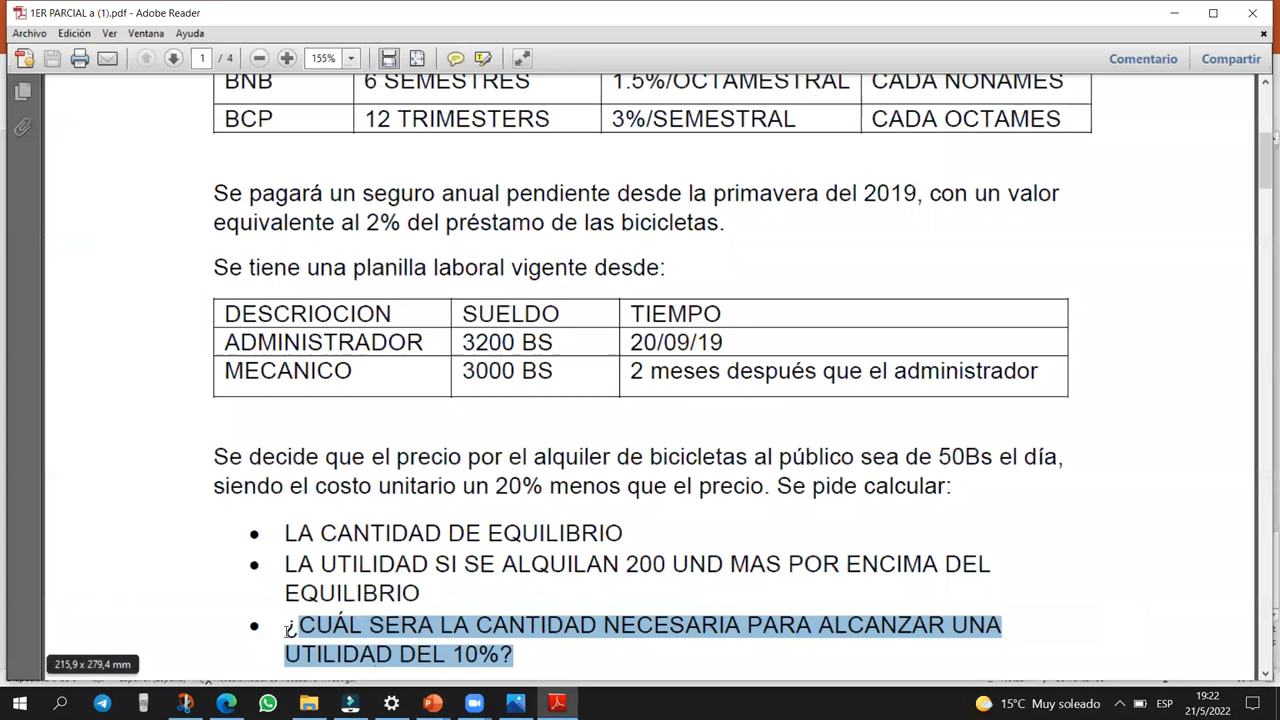 1ER PARCIAL a (1).pdf - Adobe Reader
Archivo Edición Ver Ventana Ayuda
1 / 4 155% Comentario Compartir
BNB 6 SEMESTRES 1.5%/OCTAMESTRAL CADA NONAMES
BCP 12 TRIMESTERS 3%/SEMESTRAL CADA OCTAMES
Se pagará un seguro anual pendiente desde la primavera del 2019, con un valor
equivalente al 2% del préstamo de las bicicletas.
Se tiene una planilla laboral vigente desde:
DESCRIOCION SUELDO TIEMPO
ADMINISTRADOR 3200 BS 20/09/19
MECANICO 3000 BS 2 meses después que el administrador
Se decide que el precio por el alquiler de bicicletas al público sea de 50Bs el día,
siendo el costo unitario un 20% menos que el precio. Se pide calcular:
• LA CANTIDAD DE EQUILIBRIO
• LA UTILIDAD SI SE ALQUILAN 200 UND MAS POR ENCIMA DEL
EQUILIBRIO
• ¿CUÁL SERA LA CANTIDAD NECESARIA PARA ALCANZAR UNA
UTILIDAD DEL 10%?
215,9 x 279,4 mm
15°C Muy soleado ESP 19:22
21/5/2022